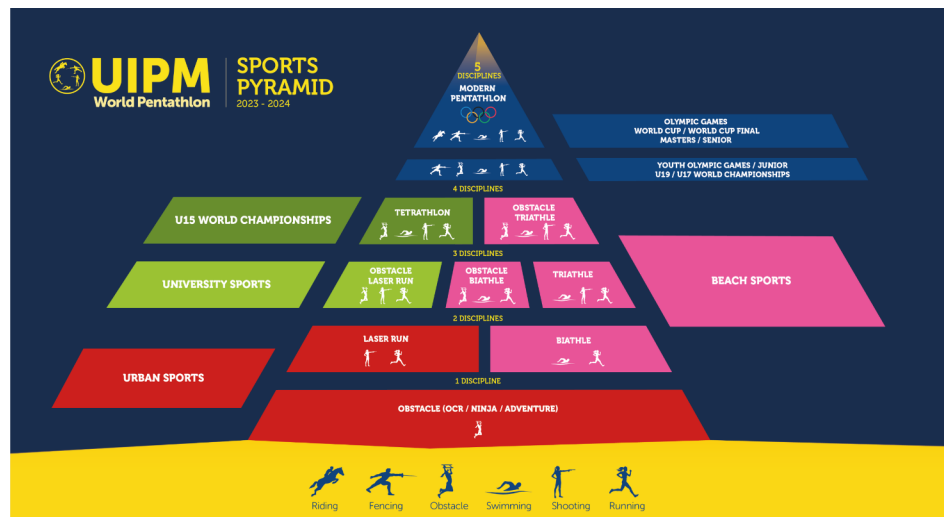 UIPM
World Pentathlon
SPORTS
PYRAMID
2023 - 2024
5
DISCIPLINES
MODERN
PENTATHLON
OLYMPIC GAMES
WORLD CUP / WORLD CUP FINAL
MASTERS / SENIOR
YOUTH OLYMPIC GAMES / JUNIOR
U19 / U17 WORLD CHAMPIONSHIPS
4 DISCIPLINES
U15 WORLD CHAMPIONSHIPS
TETRATHLON
OBSTACLE
TRIATHLE
3 DISCIPLINES
UNIVERSITY SPORTS
OBSTACLE
LASER RUN
OBSTACLE
BIATHLE
TRIATHLE
BEACH SPORTS
2 DISCIPLINES
LASER RUN
BIATHLE
URBAN SPORTS
1 DISCIPLINE
OBSTACLE (OCR / NINJA / ADVENTURE)
Riding
Fencing
Obstacle
Swimming
Shooting
Running